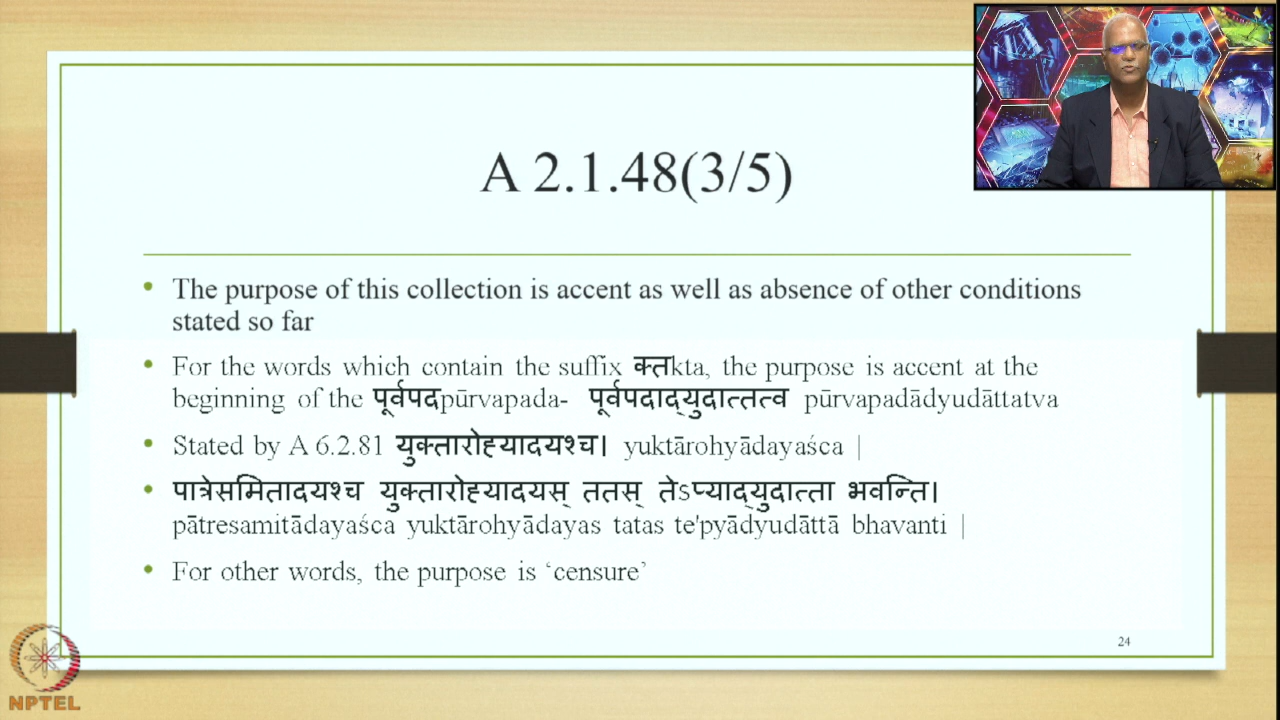 A 2.1.48(3/5)
• The purpose of this collection is accent as well as absence of other conditions
stated so far
• For the words which contain the suffix क्तkta, the purpose is accent at the
beginning of the पूर्वपदpūrvapada- पूर्वपदाद्युदात्तत्व pūrvapadādyudāttatva
• Stated by A 6.2.81 युक्तारोह्यादयश्च। yuktārohyādayaśca |
• पात्रेसमितादयश्च युक्तारोह्यादयस् ततस् तेऽप्याद्युदात्ता भवन्ति।
pātresamitādayaśca yuktārohyādayas tatas te'pyādyudāttā bhavanti |
• For other words, the purpose is ‘censure’
24
NPTEL